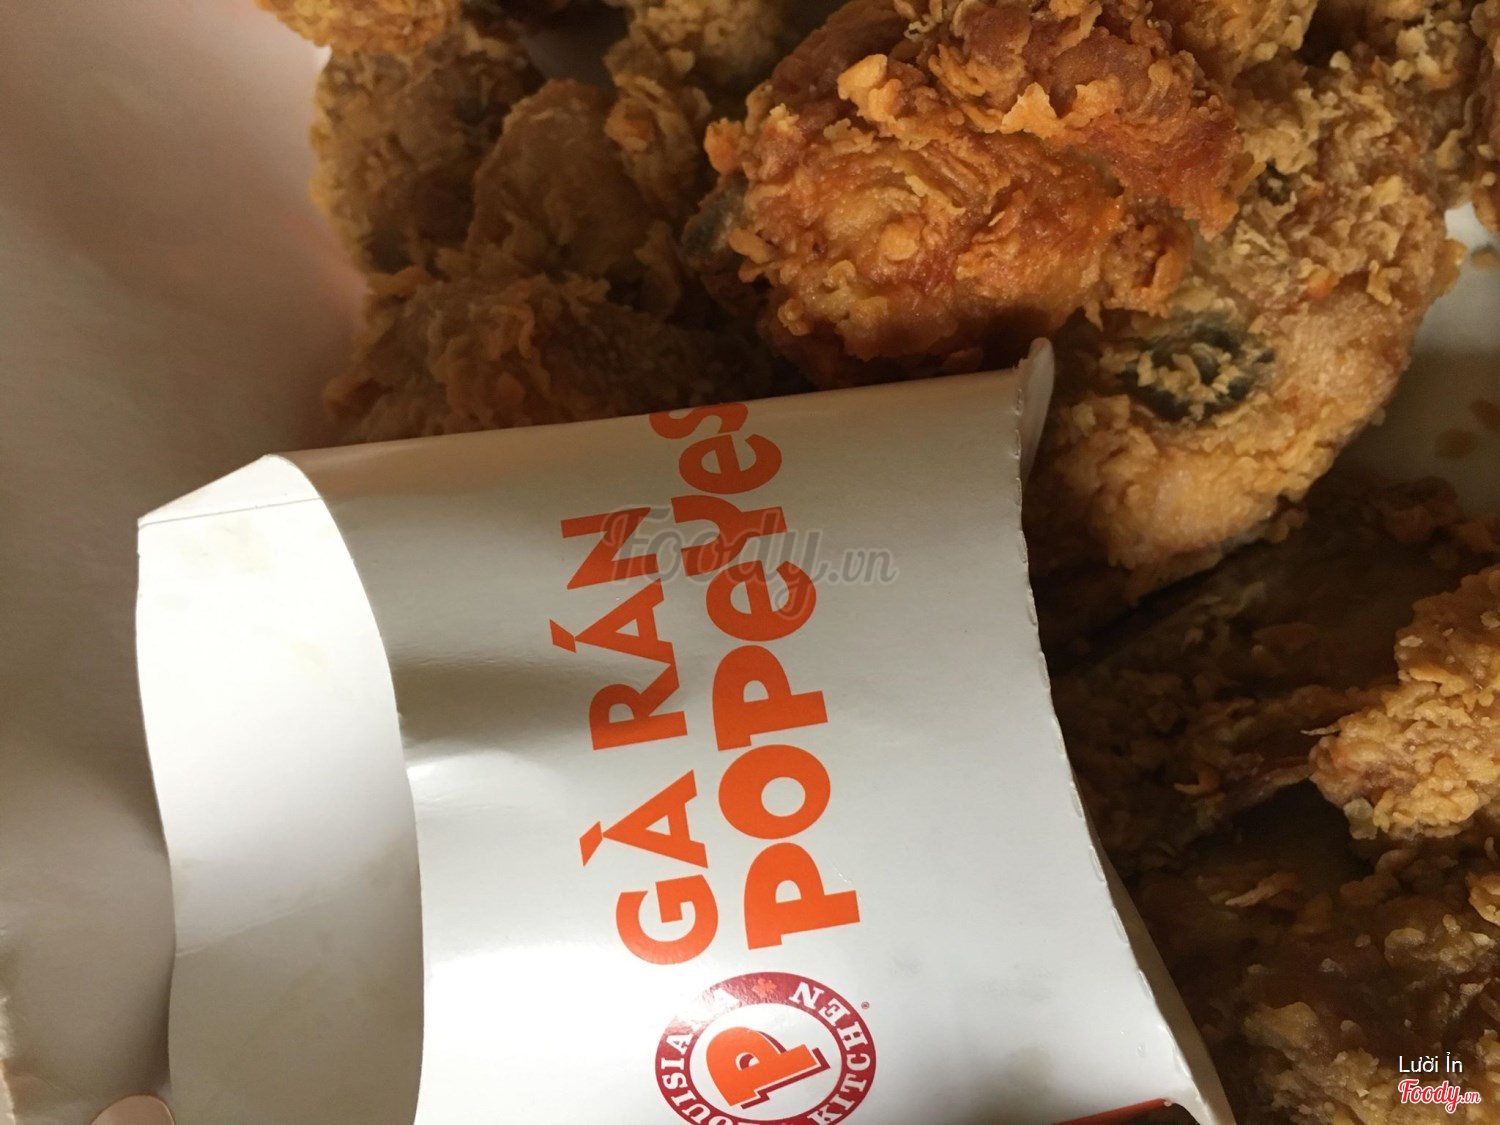 GÀ RÁN
POPEYES
LOUISIANA KITCHEN
P
Foody.vn
Lười Ỉn
Foody.vn